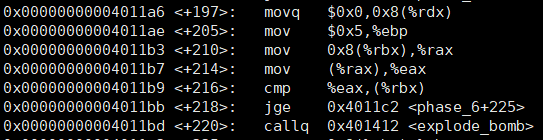 0x00000000004011a6 <+197>: movq $0x0,0x8(%rdx)
0x00000000004011ae <+205>: mov $0x5,%ebp
0x00000000004011b3 <+210>: mov 0x8(%rbx),%rax
0x00000000004011b7 <+214>: mov (%rax),%eax
0x00000000004011b9 <+216>: cmp %eax,(%rbx)
0x00000000004011bb <+218>: jge 0x4011c2 <phase_6+225>
0x00000000004011bd <+220>: callq 0x401412 <explode_bomb>